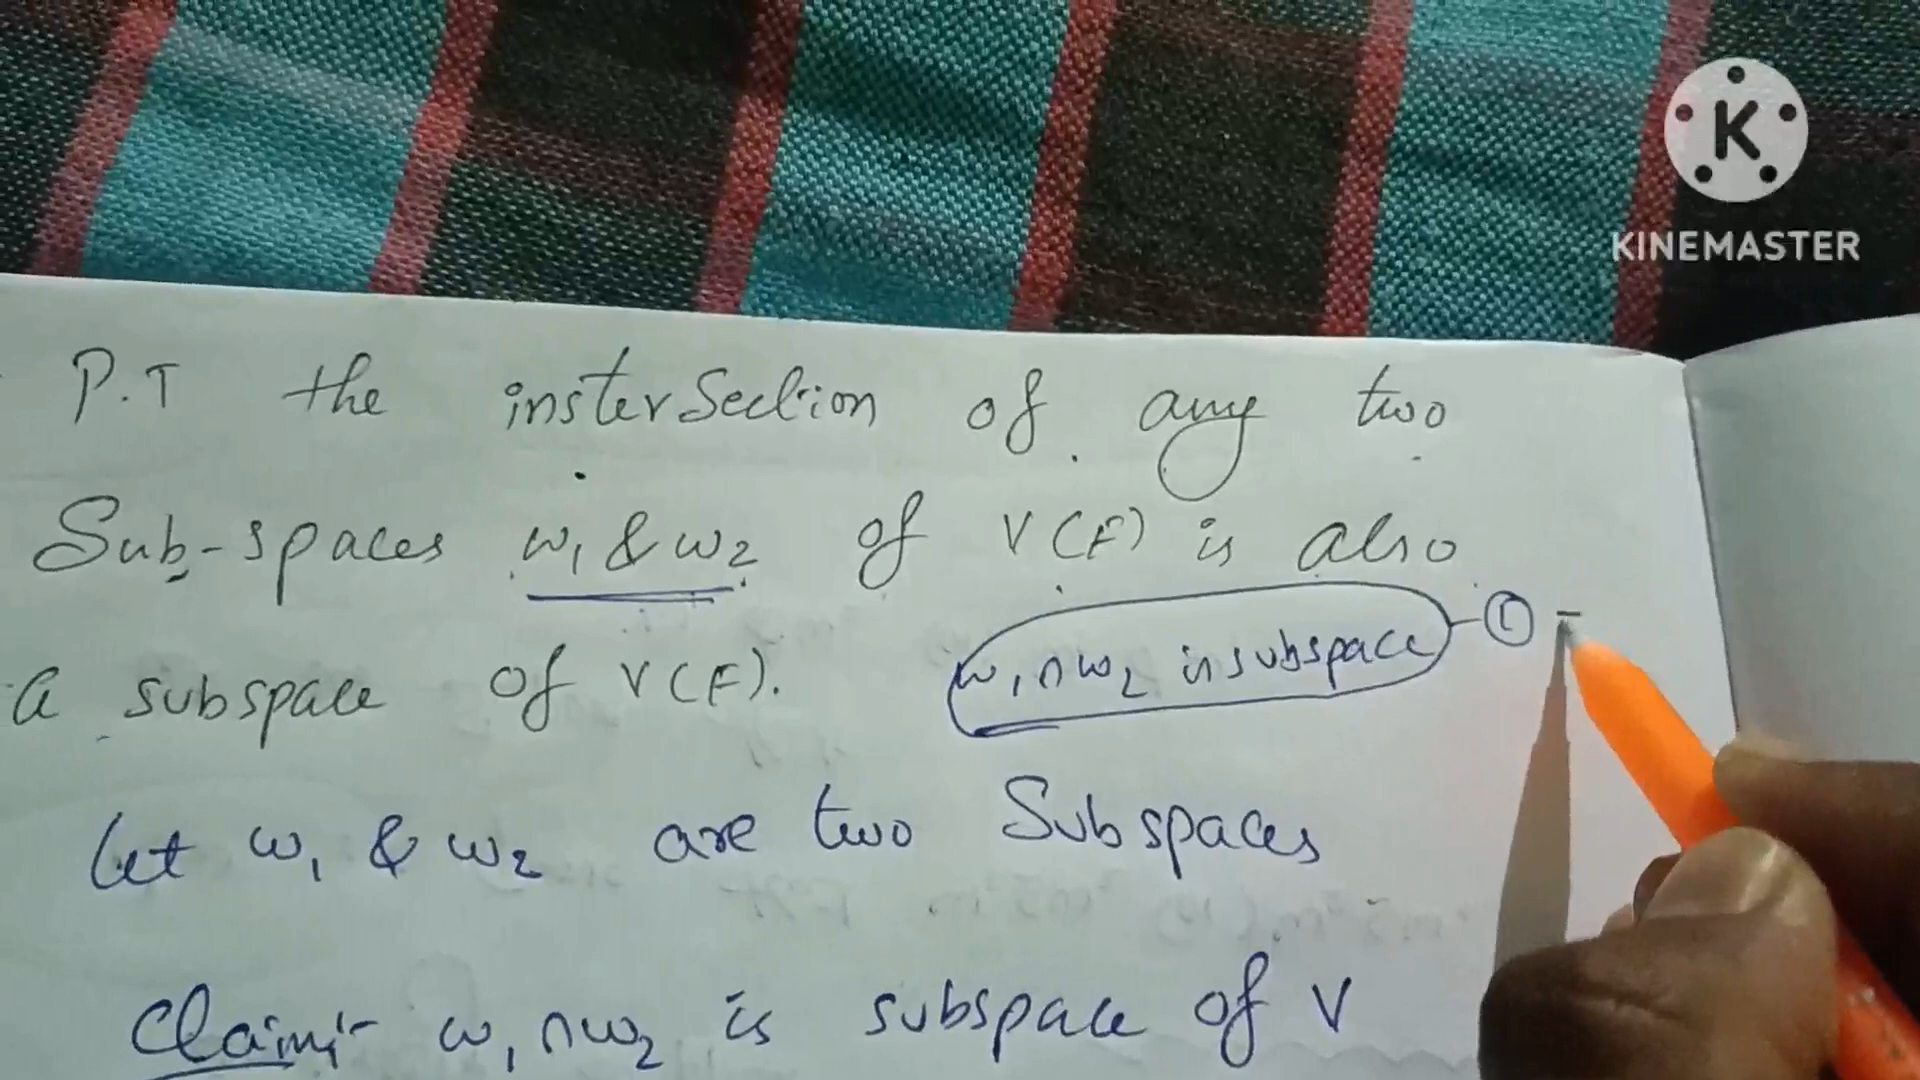 K
KINEMASTER
P.T the insterSection of any two
Sub-spaces w1 & w2 of V(F) is also
a subspace of V(F).
w1 ∩ w2 is subspace - ①
Let w1 & w2 are two Subspaces
Claim:- w1 ∩ w2 is subspace of V